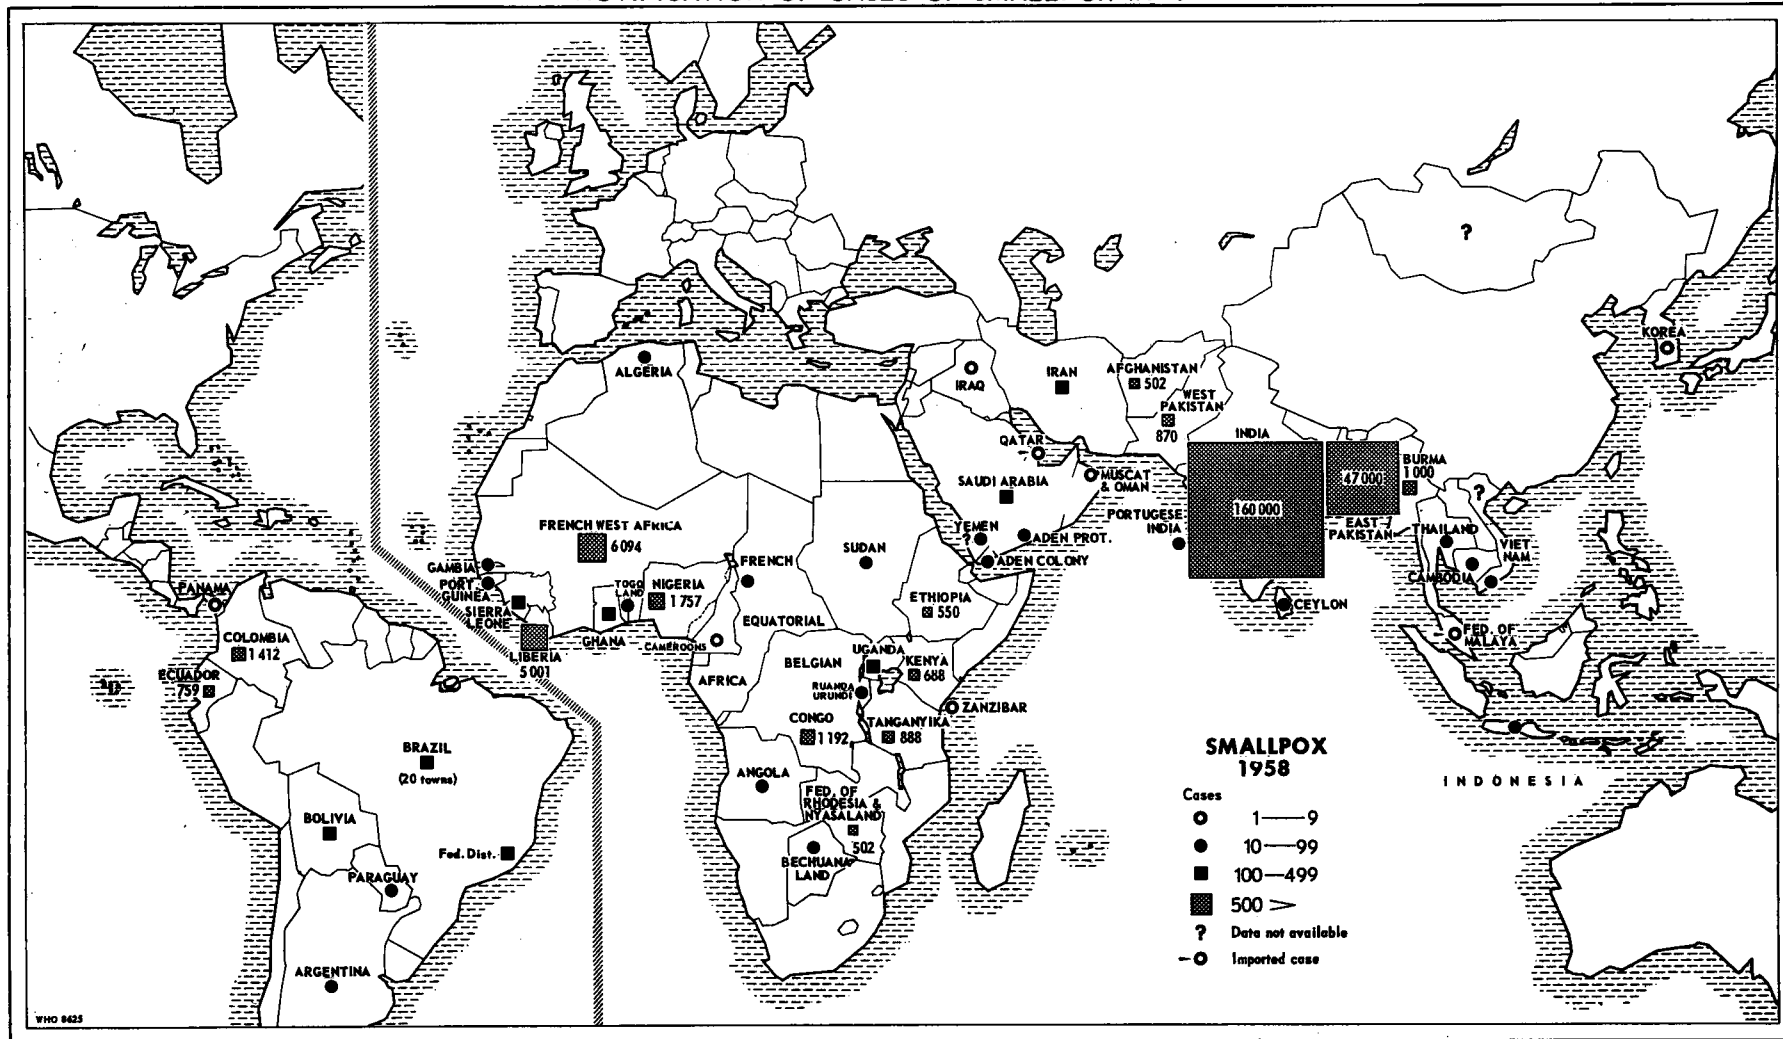 ?
KOREA
ALGERIA
IRAQ
IRAN
AFGHANISTAN
502
WEST
PAKISTAN
870
QATAR
INDIA
SAUDI ARABIA
MUSCAT
& OMAN
47 000
BURMA
1 000
?
160 000
PORTUGESE
INDIA
EAST
PAKISTAN
THAILAND
VIET
NAM
CAMBODIA
FRENCH WEST AFRICA
6 094
YEMEN
?
ADEN PROT.
ADEN COLONY
SUDAN
FRENCH
GAMBIA
PORT.
GUINEA
SIERRA
LEONE
TOGO
LAND
NIGERIA
1 757
ETHIOPIA
550
CEYLON
PANAMA
COLOMBIA
1 412
ECUADOR
759
LIBERIA
5 001
GHANA
CAMEROONS
EQUATORIAL
AFRICA
UGANDA
KENYA
688
FED. OF
MALAYA
BELGIAN
RUANDA
URUNDI
CONGO
1 192
TANGANYIKA
888
ZANZIBAR
BRAZIL
(20 towns)
ANGOLA
FED. OF
RHODESIA &
NYASALAND
502
BOLIVIA
Fed. Dist.
BECHUANA
LAND
PARAGUAY
ARGENTINA
INDONESIA
SMALLPOX
1958
Cases
1—9
10—99
100—499
500 >
? Data not available
Imported case
WHO 8625